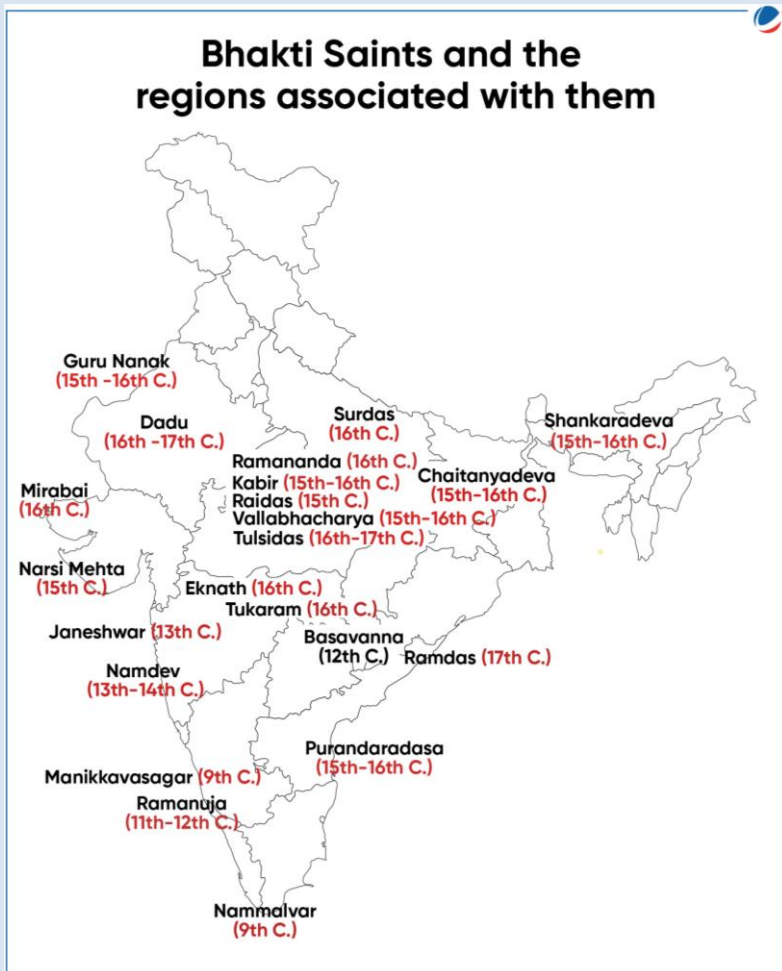 Bhakti Saints and the
regions associated with them
Guru Nanak
(15th -16th C.)
Dadu
(16th -17th C.)
Surdas
(16th C.)
Shankaradeva
(15th-16th C.)
Ramananda (16th C.)
Kabir (15th-16th C.)
Raidas (15th C.)
Vallabhacharya (15th-16th C.)
Tulsidas (16th-17th C.)
Chaitanyadeva
(15th-16th C.)
Mirabai
(16th C.)
Narsi Mehta
(15th C.)
Eknath (16th C.)
Tukaram (16th C.)
Janeshwar (13th C.)
Basavanna
(12th C.)
Ramdas (17th C.)
Namdev
(13th-14th C.)
Purandaradasa
(15th-16th C.)
Manikkavasagar (9th C.)
Ramanuja
(11th-12th C.)
Nammalvar
(9th C.)